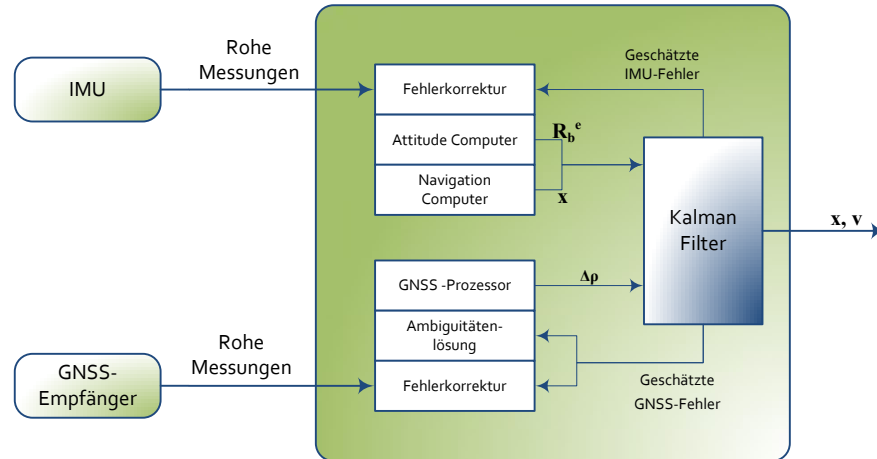 IMU
Rohe
Messungen
Fehlerkorrektur
Attitude Computer
Navigation
Computer
R_b^e
x
Geschätzte
IMU-Fehler
Kalman
Filter
x, v
GNSS -Prozessor
Ambiguitäten-
lösung
Fehlerkorrektur
Δρ
Geschätzte
GNSS-Fehler
GNSS-
Empfänger
Rohe
Messungen